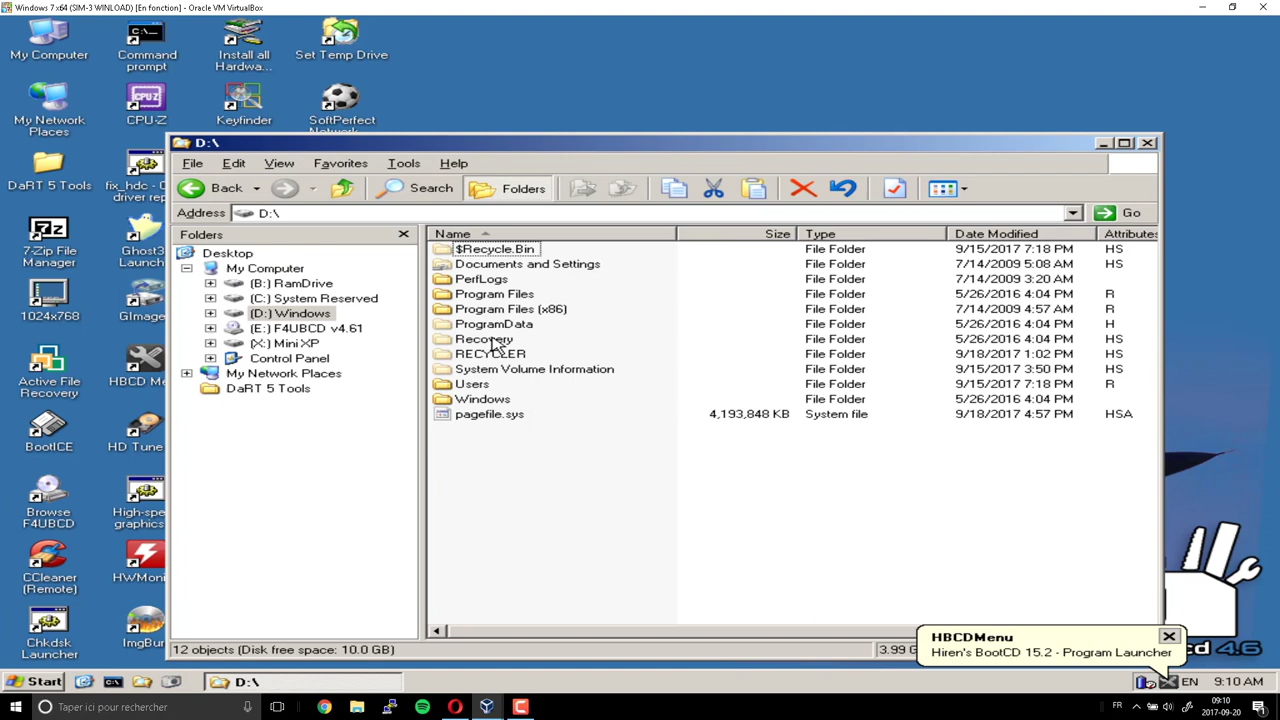 Windows 7 x64 (SIM-3 WINLOAD) [En fonction] - Oracle VM VirtualBox
My Computer
Command prompt
Install all Hardwa...
Set Temp Drive
My Network Places
CPU-Z
Keyfinder
SoftPerfect
DaRT 5 Tools
fix_hdc -
driver rep
7-Zip File Manager
Ghost3
Launch
1024x768
GImage
Active File Recovery
HBCD Me
BootICE
HD Tune
Browse F4UBCD
High-spe
graphics
CCleaner (Remote)
HWMoni
Chkdsk Launcher
ImgBur
D:\
File Edit View Favorites Tools Help
Back Search Folders
Address D:\ Go
Folders
Desktop
My Computer
(B:) RamDrive
(C:) System Reserved
(D:) Windows
(E:) F4UBCD v4.61
(X:) Mini XP
Control Panel
My Network Places
DaRT 5 Tools
Name Size Type Date Modified Attributes
$Recycle.Bin File Folder 9/15/2017 7:18 PM HS
Documents and Settings File Folder 7/14/2009 5:08 AM HS
PerfLogs File Folder 7/14/2009 3:20 AM
Program Files File Folder 5/26/2016 4:04 PM R
Program Files (x86) File Folder 7/14/2009 4:57 AM R
ProgramData File Folder 5/26/2016 4:04 PM H
Recovery File Folder 5/26/2016 4:04 PM HS
RECYCLER File Folder 9/18/2017 1:02 PM HS
System Volume Information File Folder 9/15/2017 3:50 PM HS
Users File Folder 9/15/2017 7:18 PM R
Windows File Folder 5/26/2016 4:04 PM
pagefile.sys 4,193,848 KB System file 9/18/2017 4:57 PM HSA
12 objects (Disk free space: 10.0 GB) 3.99 G
HBCDMenu
Hiren's BootCD 15.2 - Program Launcher
cd 4.6
Start D:\ EN 9:10 AM
Taper ici pour rechercher FR 09:10
2017-09-20